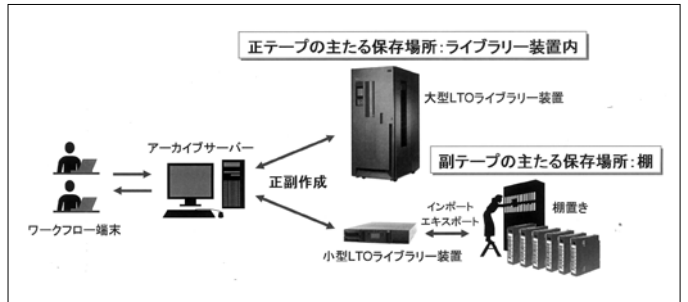 正テープの主たる保存場所:ライブラリー装置内
大型LTOライブラリー装置
アーカイブサーバー
副テープの主たる保存場所:棚
正副作成
インポート
エキスポート
棚置き
ワークフロー端末
小型LTOライブラリー装置